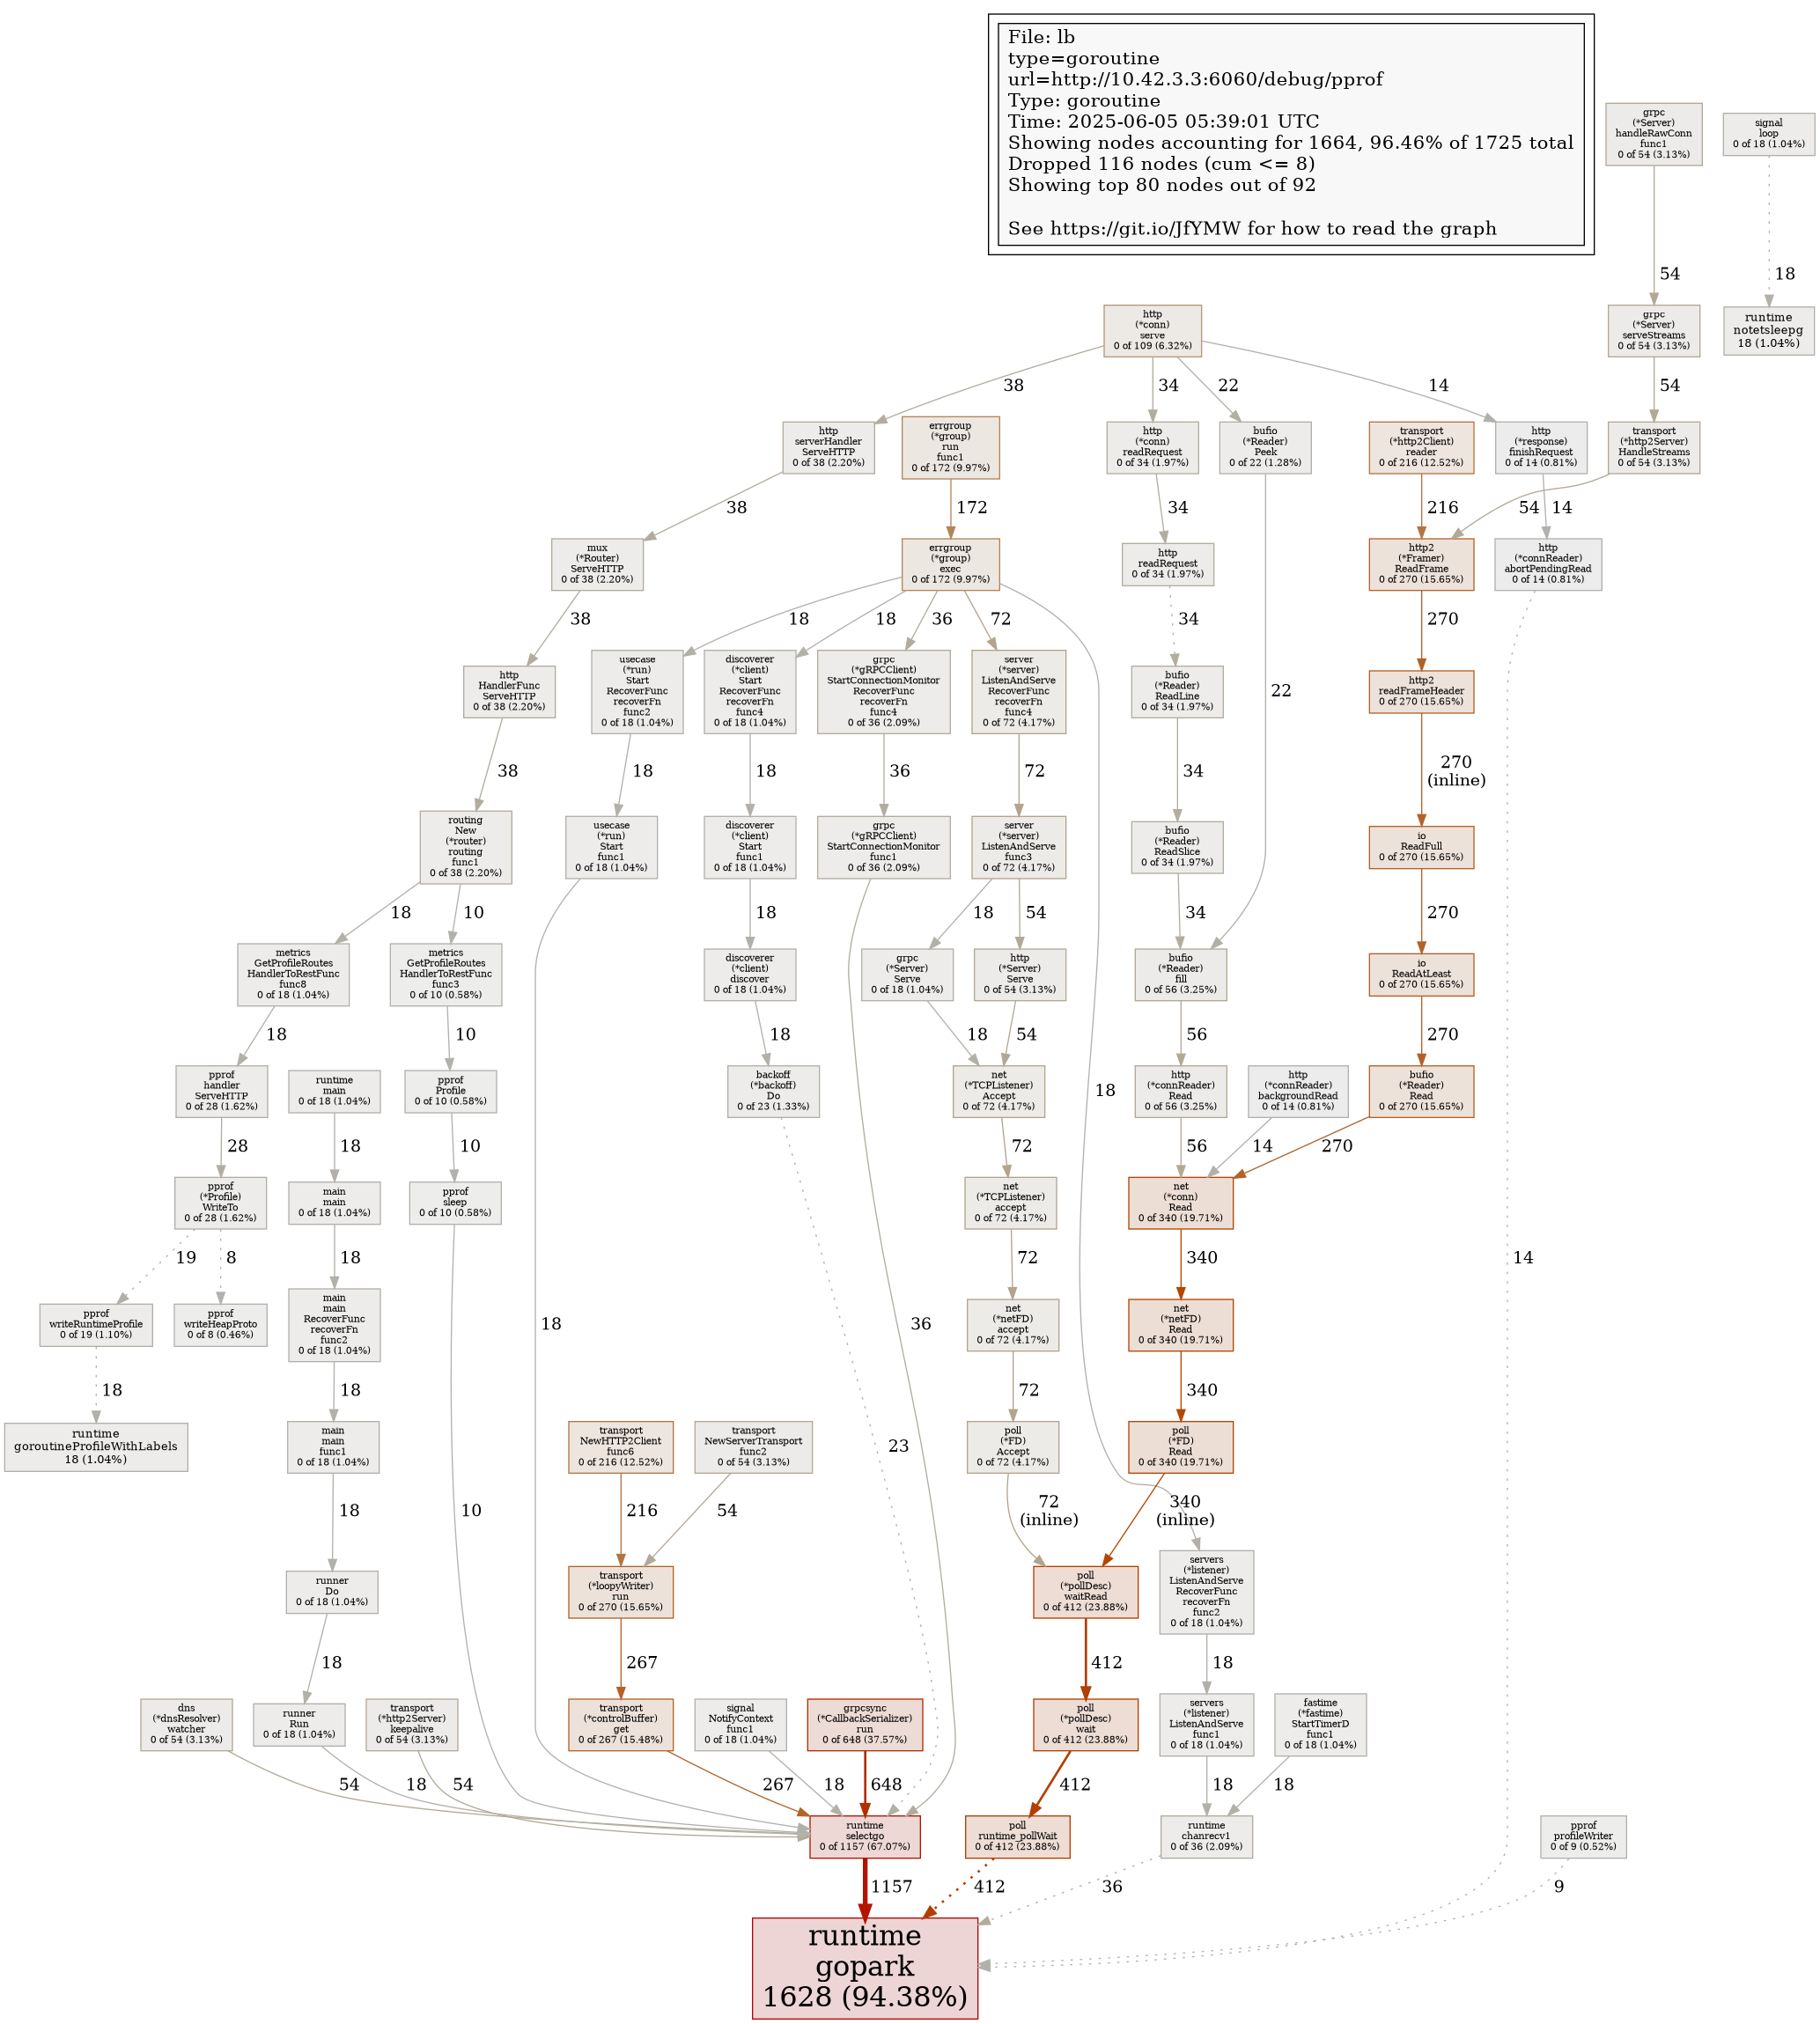 File: lb
type=goroutine
url=http://10.42.3.3:6060/debug/pprof
Type: goroutine
Time: 2025-06-05 05:39:01 UTC
Showing nodes accounting for 1664, 96.46% of 1725 total
Dropped 116 nodes (cum <= 8)
Showing top 80 nodes out of 92
See https://git.io/JfYMW for how to read the graph
grpc
(*Server)
handleRawConn
func1
0 of 54 (3.13%)
signal
loop
0 of 18 (1.04%)
54
18
http
(*conn)
serve
0 of 109 (6.32%)
grpc
(*Server)
serveStreams
0 of 54 (3.13%)
runtime
notetsleepg
18 (1.04%)
38
34
22
14
54
http
serverHandler
ServeHTTP
0 of 38 (2.20%)
errgroup
(*group)
run
func1
0 of 172 (9.97%)
http
(*conn)
readRequest
0 of 34 (1.97%)
bufio
(*Reader)
Peek
0 of 22 (1.28%)
transport
(*http2Client)
reader
0 of 216 (12.52%)
http
(*response)
finishRequest
0 of 14 (0.81%)
transport
(*http2Server)
HandleStreams
0 of 54 (3.13%)
38
172
34
216
54
14
mux
(*Router)
ServeHTTP
0 of 38 (2.20%)
errgroup
(*group)
exec
0 of 172 (9.97%)
http
readRequest
0 of 34 (1.97%)
http2
(*Framer)
ReadFrame
0 of 270 (15.65%)
http
(*connReader)
abortPendingRead
0 of 14 (0.81%)
38
18
18
36
72
34
270
http
HandlerFunc
ServeHTTP
0 of 38 (2.20%)
usecase
(*run)
Start
RecoverFunc
recoverFn
func2
0 of 18 (1.04%)
discoverer
(*client)
Start
RecoverFunc
recoverFn
func4
0 of 18 (1.04%)
grpc
(*gRPCClient)
StartConnectionMonitor
RecoverFunc
recoverFn
func4
0 of 36 (2.09%)
server
(*server)
ListenAndServe
RecoverFunc
recoverFn
func4
0 of 72 (4.17%)
bufio
(*Reader)
ReadLine
0 of 34 (1.97%)
22
http2
readFrameHeader
0 of 270 (15.65%)
38
18
18
36
72
34
270
(inline)
routing
New
(*router)
routing
func1
0 of 38 (2.20%)
usecase
(*run)
Start
func1
0 of 18 (1.04%)
discoverer
(*client)
Start
func1
0 of 18 (1.04%)
grpc
(*gRPCClient)
StartConnectionMonitor
func1
0 of 36 (2.09%)
server
(*server)
ListenAndServe
func3
0 of 72 (4.17%)
bufio
(*Reader)
ReadSlice
0 of 34 (1.97%)
io
ReadFull
0 of 270 (15.65%)
18
10
18
18
54
34
270
metrics
GetProfileRoutes
HandlerToRestFunc
func8
0 of 18 (1.04%)
metrics
GetProfileRoutes
HandlerToRestFunc
func3
0 of 10 (0.58%)
discoverer
(*client)
discover
0 of 18 (1.04%)
grpc
(*Server)
Serve
0 of 18 (1.04%)
http
(*Server)
Serve
0 of 54 (3.13%)
bufio
(*Reader)
fill
0 of 56 (3.25%)
io
ReadAtLeast
0 of 270 (15.65%)
18
10
18
18
54
56
270
pprof
handler
ServeHTTP
0 of 28 (1.62%)
runtime
main
0 of 18 (1.04%)
pprof
Profile
0 of 10 (0.58%)
backoff
(*backoff)
Do
0 of 23 (1.33%)
net
(*TCPListener)
Accept
0 of 72 (4.17%)
18
http
(*connReader)
Read
0 of 56 (3.25%)
http
(*connReader)
backgroundRead
0 of 14 (0.81%)
bufio
(*Reader)
Read
0 of 270 (15.65%)
28
18
10
72
56
14
270
pprof
(*Profile)
WriteTo
0 of 28 (1.62%)
main
main
0 of 18 (1.04%)
pprof
sleep
0 of 10 (0.58%)
net
(*TCPListener)
accept
0 of 72 (4.17%)
net
(*conn)
Read
0 of 340 (19.71%)
19
8
18
72
340
14
pprof
writeRuntimeProfile
0 of 19 (1.10%)
pprof
writeHeapProto
0 of 8 (0.46%)
main
main
RecoverFunc
recoverFn
func2
0 of 18 (1.04%)
18
36
net
(*netFD)
accept
0 of 72 (4.17%)
net
(*netFD)
Read
0 of 340 (19.71%)
18
18
72
340
runtime
goroutineProfileWithLabels
18 (1.04%)
main
main
func1
0 of 18 (1.04%)
transport
NewHTTP2Client
func6
0 of 216 (12.52%)
transport
NewServerTransport
func2
0 of 54 (3.13%)
23
poll
(*FD)
Accept
0 of 72 (4.17%)
poll
(*FD)
Read
0 of 340 (19.71%)
18
10
216
54
72
(inline)
340
(inline)
runner
Do
0 of 18 (1.04%)
transport
(*loopyWriter)
run
0 of 270 (15.65%)
poll
(*pollDesc)
waitRead
0 of 412 (23.88%)
servers
(*listener)
ListenAndServe
RecoverFunc
recoverFn
func2
0 of 18 (1.04%)
18
267
412
18
dns
(*dnsResolver)
watcher
0 of 54 (3.13%)
runner
Run
0 of 18 (1.04%)
transport
(*http2Server)
keepalive
0 of 54 (3.13%)
transport
(*controlBuffer)
get
0 of 267 (15.48%)
signal
NotifyContext
func1
0 of 18 (1.04%)
grpcsync
(*CallbackSerializer)
run
0 of 648 (37.57%)
poll
(*pollDesc)
wait
0 of 412 (23.88%)
servers
(*listener)
ListenAndServe
func1
0 of 18 (1.04%)
fastime
(*fastime)
StartTimerD
func1
0 of 18 (1.04%)
54
18
54
267
18
648
412
18
18
runtime
selectgo
0 of 1157 (67.07%)
poll
runtime_pollWait
0 of 412 (23.88%)
runtime
chanrecv1
0 of 36 (2.09%)
pprof
profileWriter
0 of 9 (0.52%)
1157
412
36
9
runtime
gopark
1628 (94.38%)